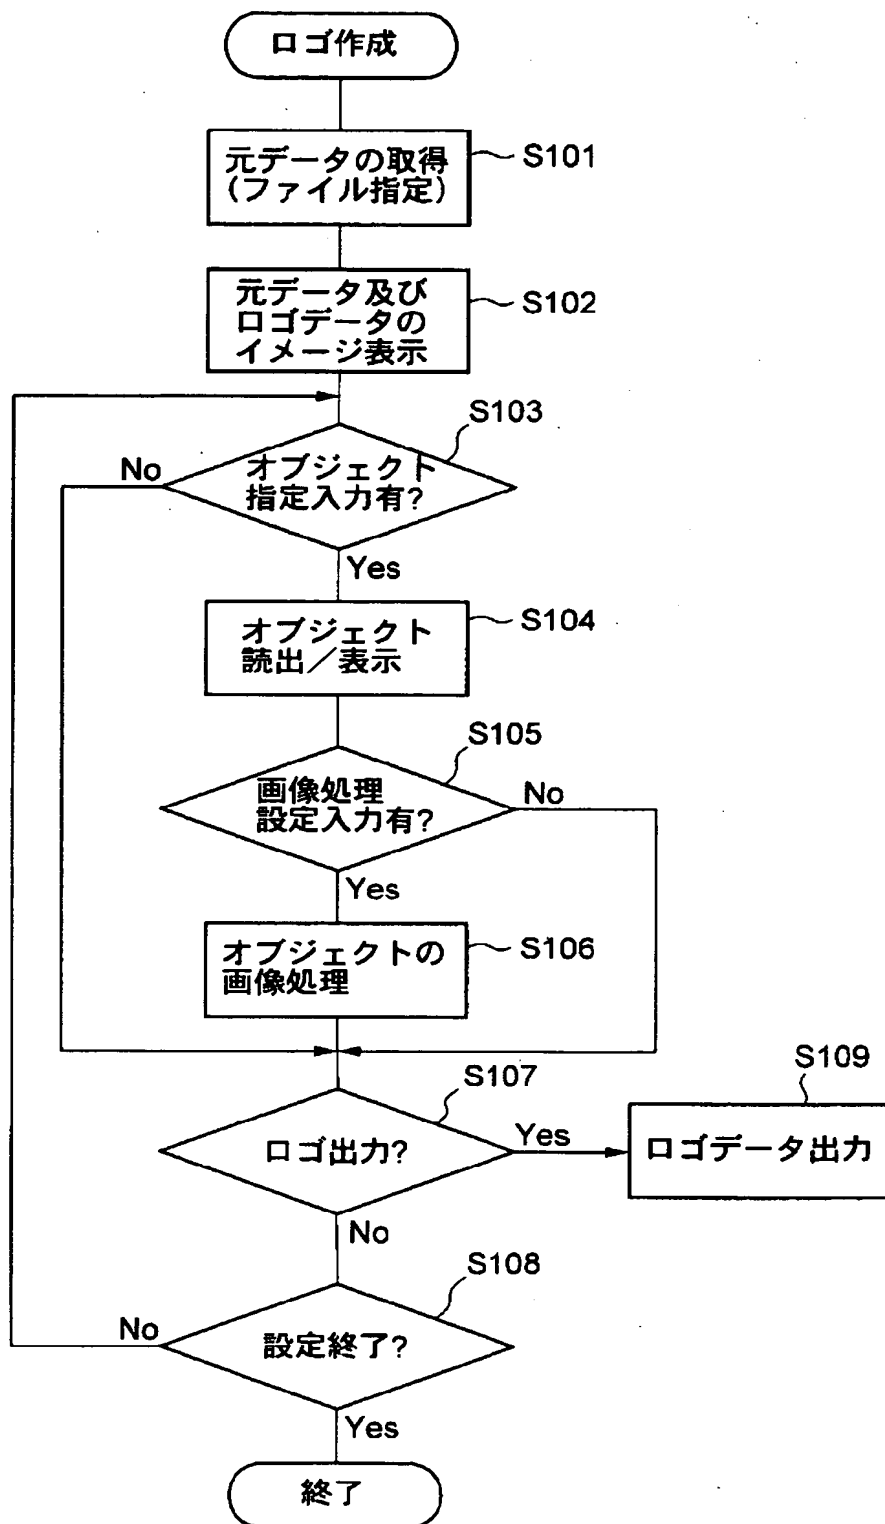 ロゴ作成
元データの取得
(ファイル指定)
S101
元データ及び
ロゴデータの
イメージ表示
S102
S103
No
オブジェクト
指定入力有?
Yes
オブジェクト
読出/表示
S104
S105
画像処理
設定入力有?
No
Yes
オブジェクトの
画像処理
S106
S107
S109
ロゴ出力?
Yes
ロゴデータ出力
No
S108
No
設定終了?
Yes
終了